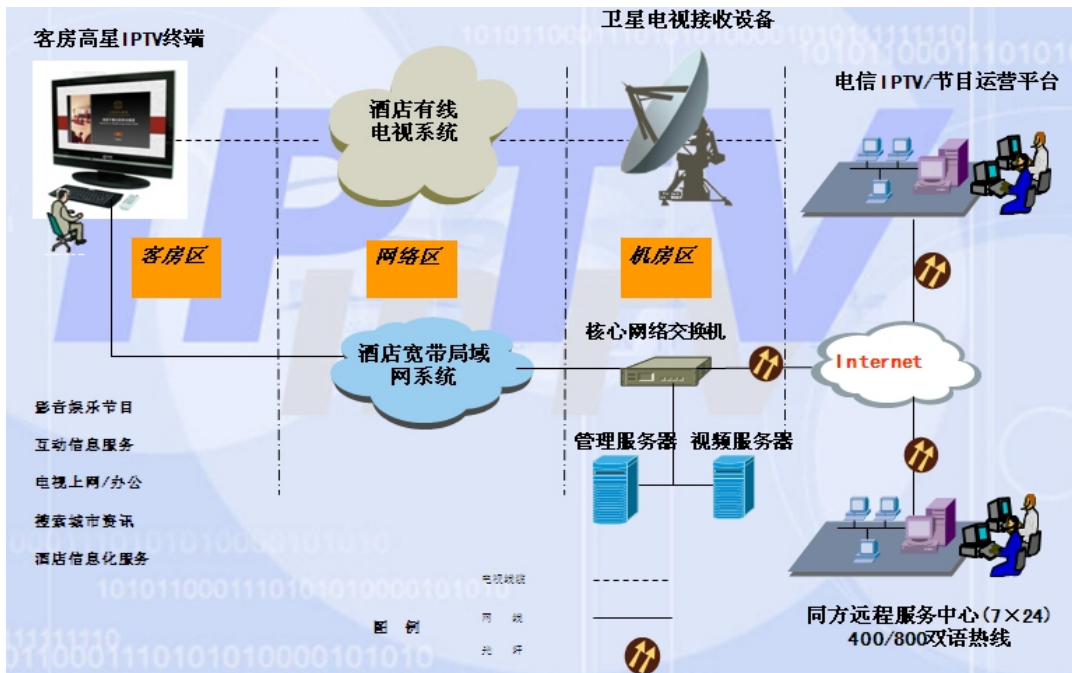 客房高星IPTV终端
卫星电视接收设备
电信IPTV/节目运营平台
酒店有线
电视系统
客房区
网络区
机房区
IPTV
IPTV
核心网络交换机
酒店宽带局域
网系统
Internet
管理服务器
视频服务器
影音娱乐节目
互动信息服务
电视上网/办公
搜索城市资讯
酒店信息化服务
图 例
电视线缆
网 线
光 纤
同方远程服务中心(7×24)
400/800双语热线